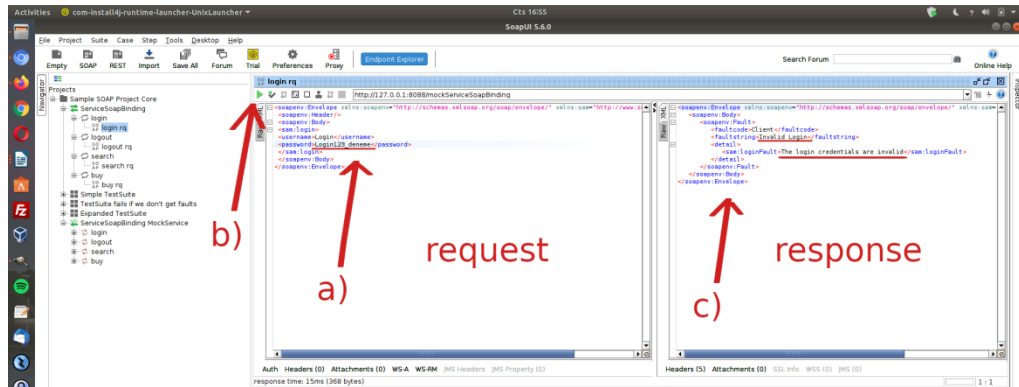 Activities com-install4j-runtime-launcher-UnixLauncher Cts 16:55
SoapUI 5.6.0
File Project Suite Case Step Tools Desktop Help
Empty SOAP REST Import Save All Forum Trial Preferences Proxy Endpoint Explorer Search Forum Online Help
Navigator
Projects
Sample SOAP Project Core
ServiceSoapBinding
login
login rq
logout
logout rq
search
search rq
buy
buy rq
Simple TestSuite
TestSuite fails if we don't get faults
Expanded TestSuite
ServiceSoapBinding MockService
login
logout
search
buy
login rq
http://127.0.0.1:8088/mockServiceSoapBinding
Raw
<soapenv:Envelope xmlns:soapenv="http://schemas.xmlsoap.org/soap/envelope/" xmlns:sam="http://www.s
<soapenv:Header/>
<soapenv:Body>
<sam:login>
<username>Login</username>
<password>Login123_deneme</password>
</sam:login>
</soapenv:Body>
</soapenv:Envelope>
XML
Raw
<soapenv:Envelope xmlns:soapenv="http://schemas.xmlsoap.org/soap/envelope/" xmlns:sam=
<soapenv:Body>
<soapenv:Fault>
<faultcode>Client</faultcode>
<faultstring>Invalid Login</faultstring>
<detail>
<sam:loginFault>The login credentials are invalid</sam:loginFault>
</detail>
</soapenv:Fault>
</soapenv:Body>
</soapenv:Envelope>
Inspector
b)
a)
request
c)
response
Auth Headers (0) Attachments (0) WS-A WS-RM JMS Headers JMS Property (0)
Headers (5) Attachments (0) SSL Info WSS (0) JMS (0)
response time: 15ms (368 bytes)
1 : 1